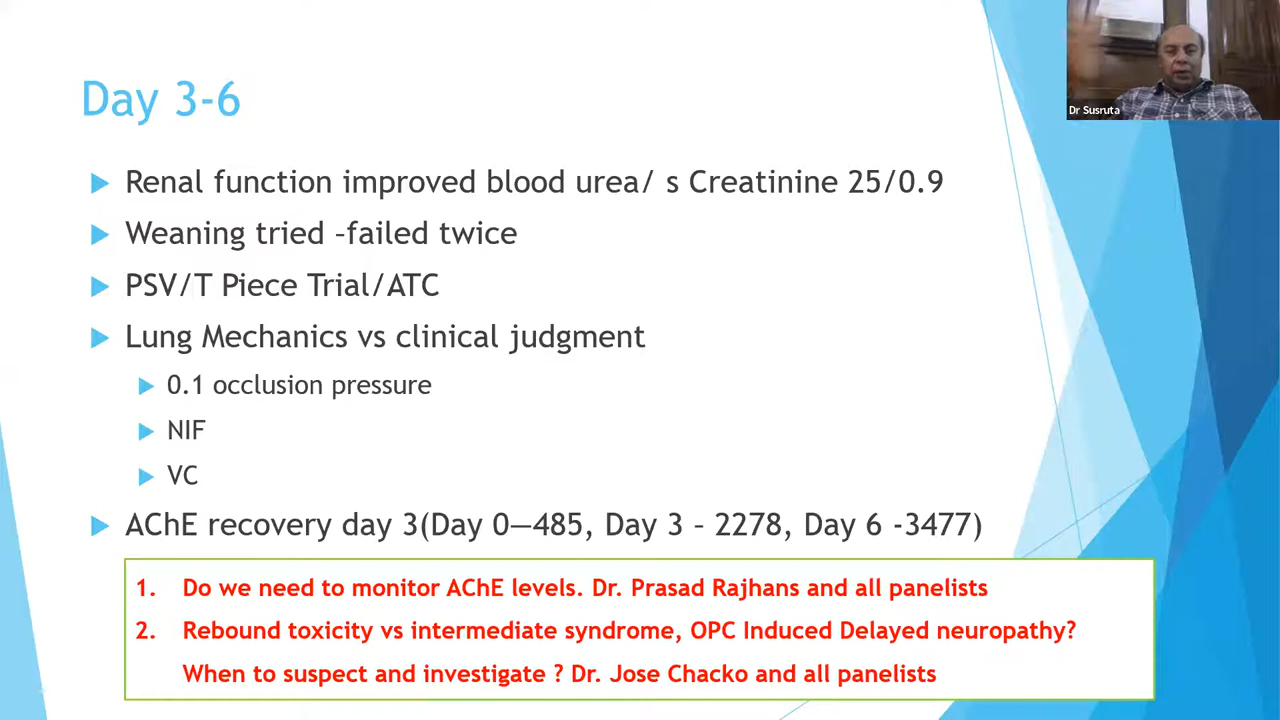 Dr Susruta
Day 3-6
Renal function improved blood urea/ s Creatinine 25/0.9
Weaning tried –failed twice
PSV/T Piece Trial/ATC
Lung Mechanics vs clinical judgment
0.1 occlusion pressure
NIF
VC
AChE recovery day 3(Day 0—485, Day 3 – 2278, Day 6 -3477)
1. Do we need to monitor AChE levels. Dr. Prasad Rajhans and all panelists
2. Rebound toxicity vs intermediate syndrome, OPC Induced Delayed neuropathy?
When to suspect and investigate ? Dr. Jose Chacko and all panelists